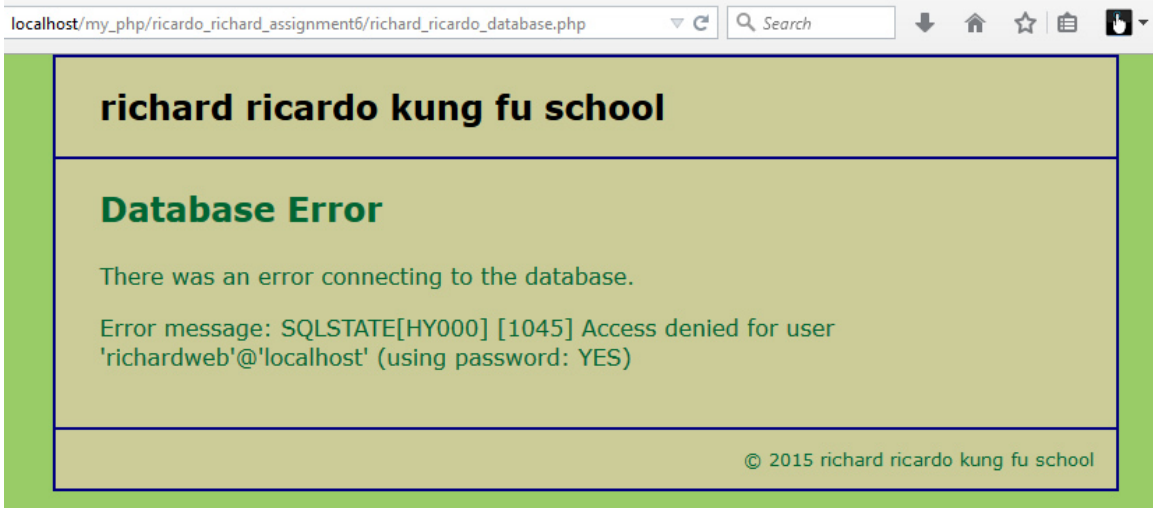 localhost/my_php/ricardo_richard_assignment6/richard_ricardo_database.php
Search
richard ricardo kung fu school
Database Error
There was an error connecting to the database.
Error message: SQLSTATE[HY000] [1045] Access denied for user
'richardweb'@'localhost' (using password: YES)
© 2015 richard ricardo kung fu school